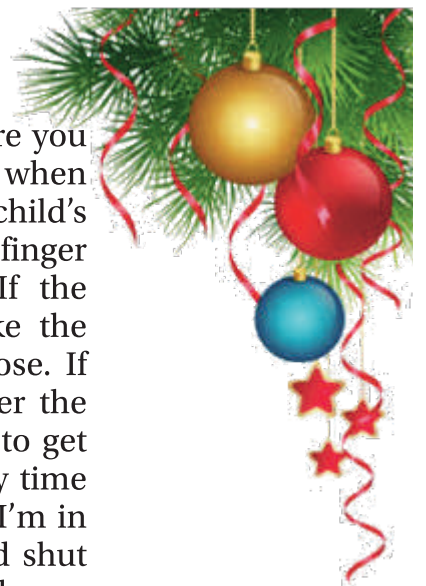 re you
when
child’s
finger
If the
ke the
ose. If
er the
to get
y time
I’m in
d shut